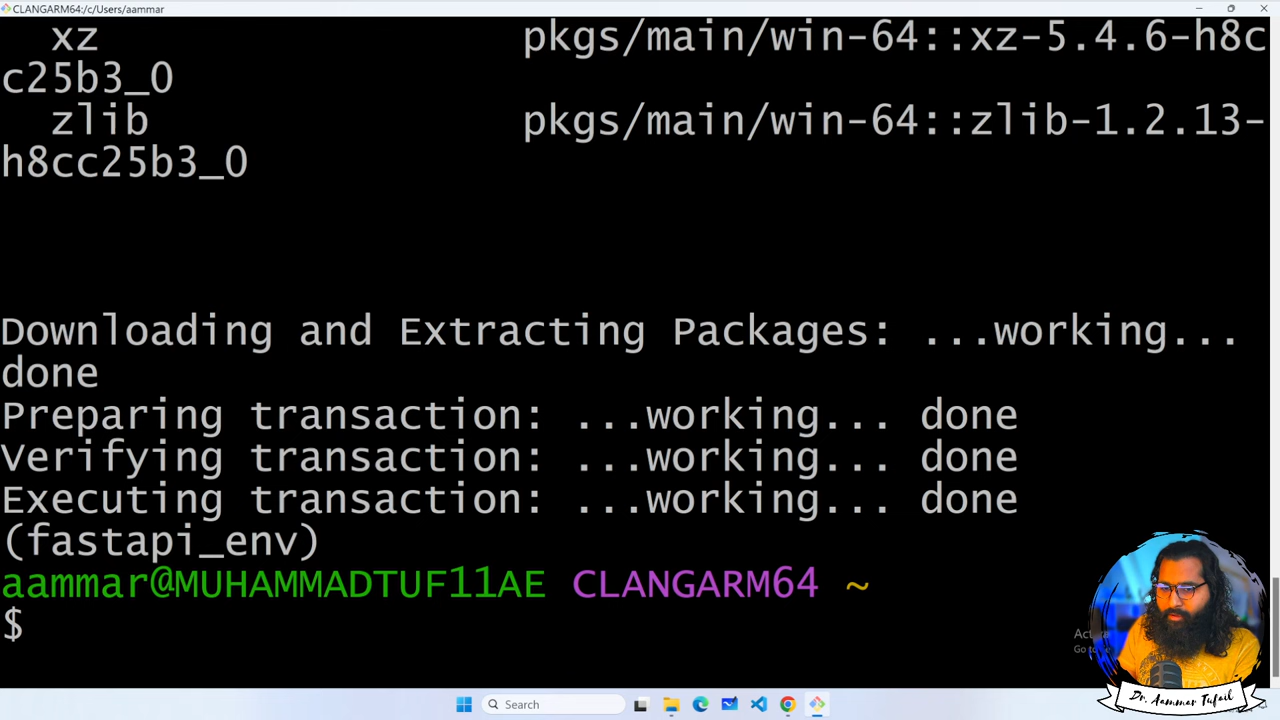 CLANGARM64:/c/Users/aammar
xz pkgs/main/win-64::xz-5.4.6-h8c
c25b3_0
zlib pkgs/main/win-64::zlib-1.2.13-
h8cc25b3_0
Downloading and Extracting Packages: ...working...
done
Preparing transaction: ...working... done
Verifying transaction: ...working... done
Executing transaction: ...working... done
(fastapi_env)
aammar@MUHAMMADTUF11AE CLANGARM64 ~
$
Dr. Aammar Tufail
Search